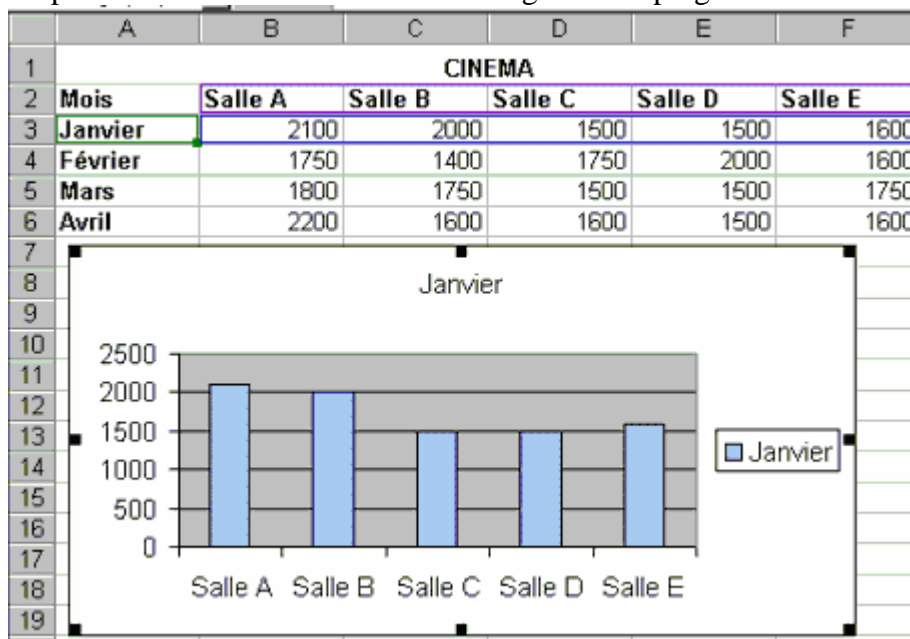 A B C D E F
1 CINEMA
2 Mois Salle A Salle B Salle C Salle D Salle E
3 Janvier 2100 2000 1500 1500 1600
4 Février 1750 1400 1750 2000 1600
5 Mars 1800 1750 1500 1500 1750
6 Avril 2200 1600 1600 1500 1600
7
8 Janvier
9
10
2500
11
2000
12
13 1500 Janvier
14 1000
15
500
16
0
17
18 Salle A Salle B Salle C Salle D Salle E
19